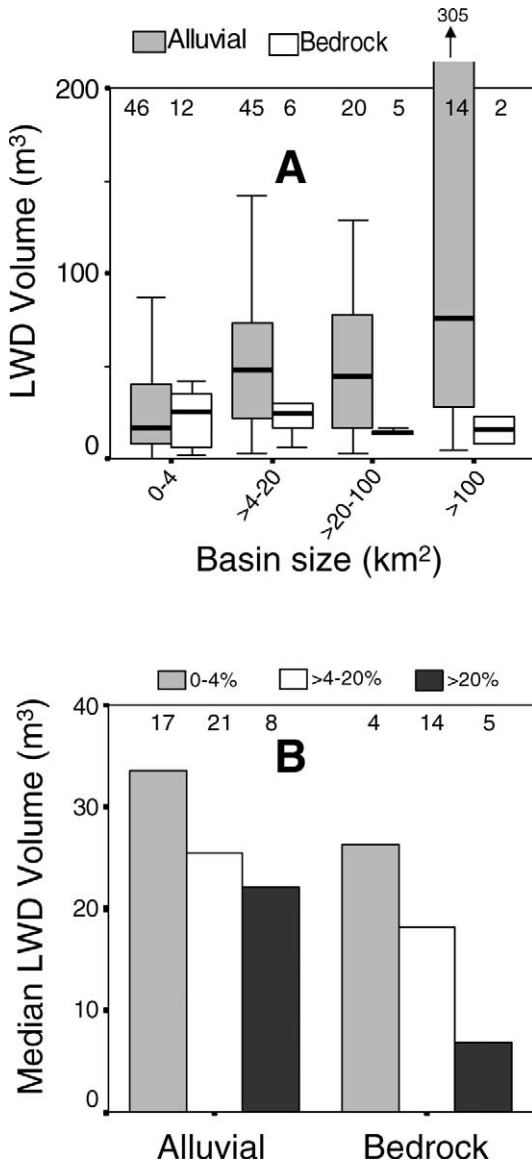 305
Alluvial Bedrock
200
46 12 45 6 20 5 14 2
A
LWD Volume (m³)
100
0
0-4 >4-20 >20-100 >100
Basin size (km²)
0-4% >4-20% >20%
40
17 21 8 4 14 5
B
Median LWD Volume (m³)
30
20
10
0
Alluvial Bedrock